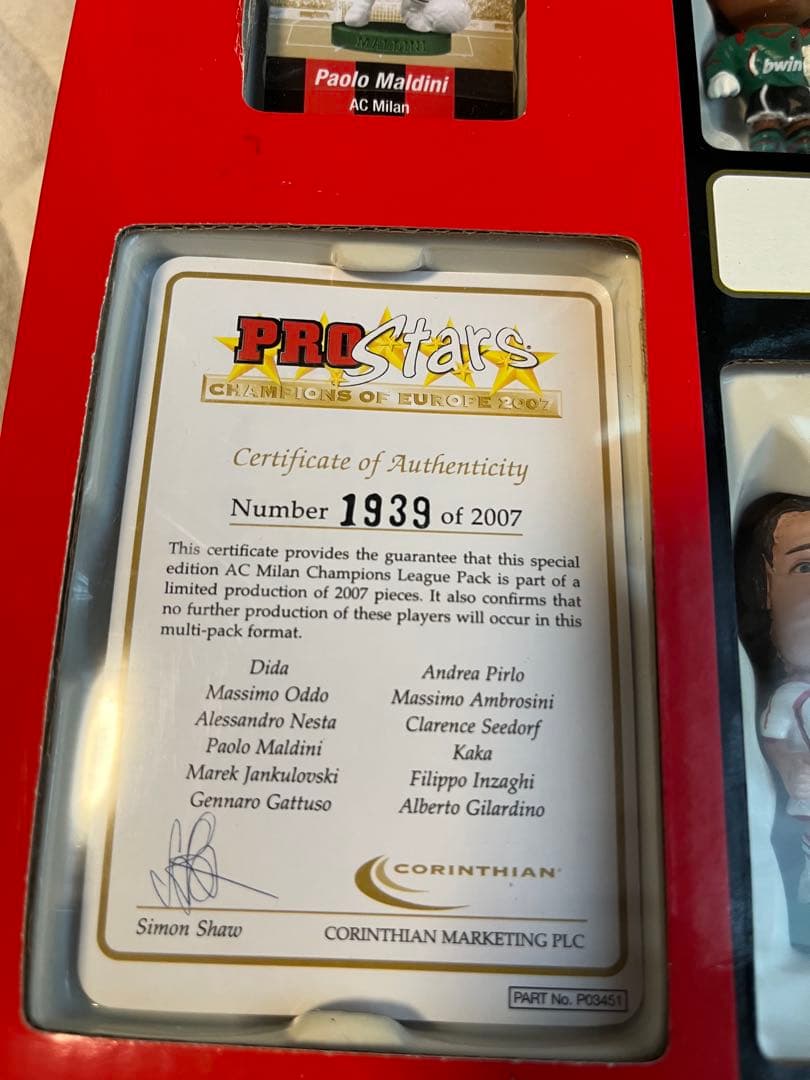 MALDINI
Paolo Maldini
AC Milan
bwin
PROStars
CHAMPIONS OF EUROPE 2007
Certificate of Authenticity
Number 1939 of 2007
This certificate provides the guarantee that this special
edition AC Milan Champions League Pack is part of a
limited production of 2007 pieces. It also confirms that
no further production of these players will occur in this
multi-pack format.
Dida
Massimo Oddo
Alessandro Nesta
Paolo Maldini
Marek Jankulovski
Gennaro Gattuso
Andrea Pirlo
Massimo Ambrosini
Clarence Seedorf
Kaka
Filippo Inzaghi
Alberto Gilardino
CORINTHIAN
Simon Shaw
CORINTHIAN MARKETING PLC
PART No. P03451